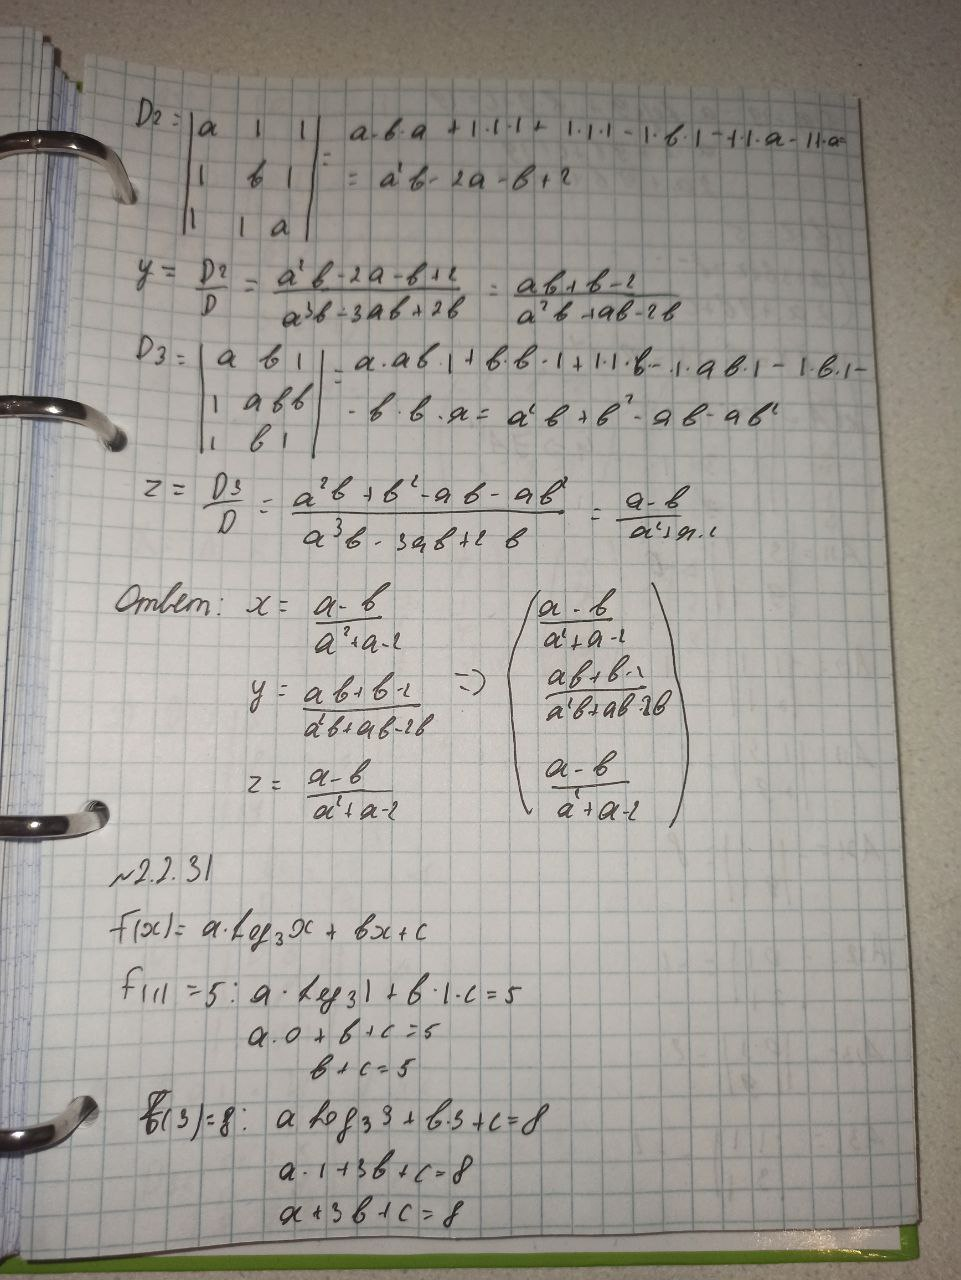 D2 = | a 1 1 | = a·b·a + 1·1·1 + 1·1·1 - 1·b·1 - 1·1·a - 1·1·a =
| 1 b 1 | = a²b - 2a - b + 2
| 1 1 a |
y = D2/D = (a²b - 2a - b + 2)/(a³b - 3ab + 2b) = (ab + b - 2)/(a²b + ab - 2b)
D3 = | a b 1 | = a·ab·1 + b·b·1 + 1·1·b - 1·ab·1 - 1·b·1 -
| 1 ab b | - b·b·a = a²b + b² - ab - ab²
| 1 b 1 |
z = D3/D = (a²b + b² - ab - ab²)/(a³b - 3ab + 2b) = (a - b)/(a² + a - 2)
Ответ: x = (a - b)/(a² + a - 2) (a - b)/(a² + a - 2)
y = (ab + b - 2)/(a²b + ab - 2b) => (ab + b - 2)/(a²b + ab - 2b)
z = (a - b)/(a² + a - 2) (a - b)/(a² + a - 2)
№2.2.31
f(x) = a·log₃x + bx + c
f(1) = 5: a·log₃1 + b·1·c = 5
a·0 + b + c = 5
b + c = 5
f(3) = 8: a log₃3 + b·3 + c = 8
a·1 + 3b + c = 8
a + 3b + c = 8